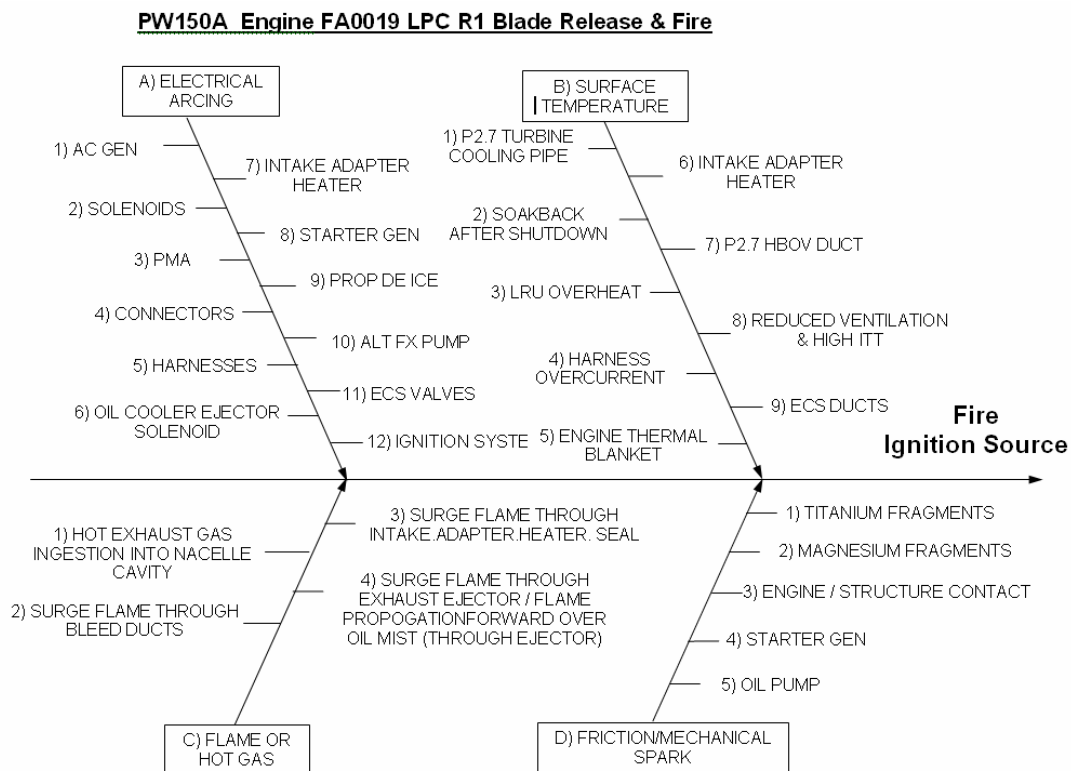 PW150A Engine FA0019 LPC R1 Blade Release & Fire
A) ELECTRICAL
ARCING
1) AC GEN
7) INTAKE ADAPTER
HEATER
2) SOLENOIDS
8) STARTER GEN
3) PMA
9) PROP DE ICE
4) CONNECTORS
10) ALT FX PUMP
5) HARNESSES
11) ECS VALVES
6) OIL COOLER EJECTOR
SOLENOID
12) IGNITION SYSTE
B) SURFACE
TEMPERATURE
1) P2.7 TURBINE
COOLING PIPE
6) INTAKE ADAPTER
HEATER
2) SOAKBACK
AFTER SHUTDOWN
7) P2.7 HBOV DUCT
3) LRU OVERHEAT
8) REDUCED VENTILATION
& HIGH ITT
4) HARNESS
OVERCURRENT
9) ECS DUCTS
5) ENGINE THERMAL
BLANKET
Fire
Ignition Source
1) HOT EXHAUST GAS
INGESTION INTO NACELLE
CAVITY
3) SURGE FLAME THROUGH
INTAKE.ADAPTER.HEATER. SEAL
2) SURGE FLAME THROUGH
BLEED DUCTS
4) SURGE FLAME THROUGH
EXHAUST EJECTOR / FLAME
PROPOGATIONFORWARD OVER
OIL MIST (THROUGH EJECTOR)
C) FLAME OR
HOT GAS
1) TITANIUM FRAGMENTS
2) MAGNESIUM FRAGMENTS
3) ENGINE / STRUCTURE CONTACT
4) STARTER GEN
5) OIL PUMP
D) FRICTION/MECHANICAL
SPARK